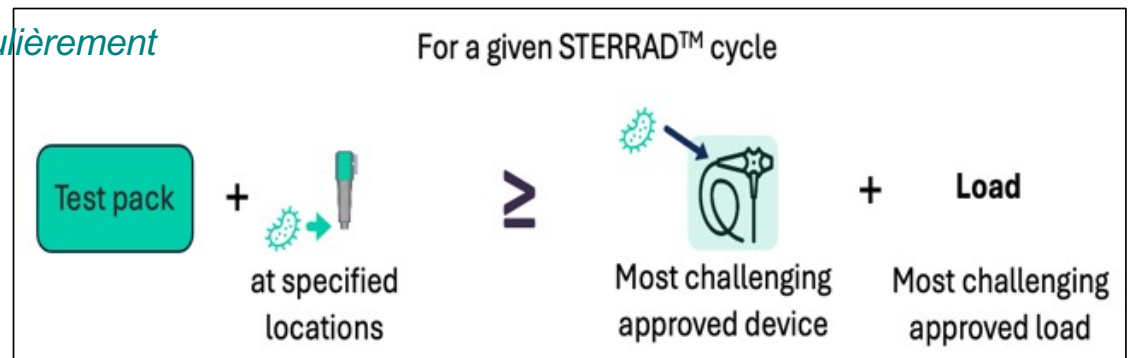 ulièrement
For a given STERRAD™ cycle
Test pack
+
≥
+
Load
at specified
locations
Most challenging
approved device
Most challenging
approved load